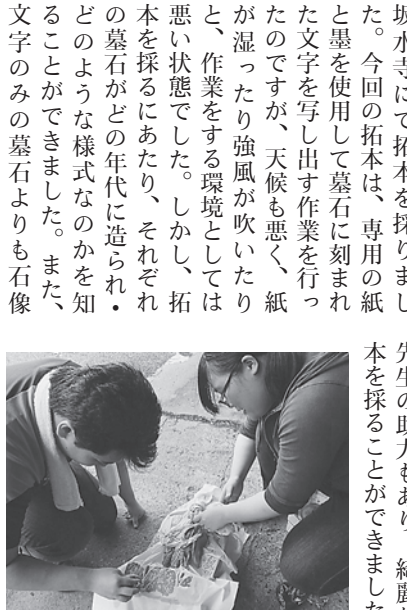 坂水寺にて拓本を採りまし
た。今回の拓本は、専用の紙
と墨を使用して墓石に刻まれ
た文字を写し出す作業を行っ
たのですが、天候も悪く、紙
が湿ったり強風が吹いたり
と、作業をする環境としては
悪い状態でした。しかし、拓
本を採るにあたり、それぞれ
の墓石がどの年代に造られ・
どのような様式なのかを知
ることができました。また、
文字のみの墓石よりも石像
先生の助力もあり、綺麗
本を採ることができました